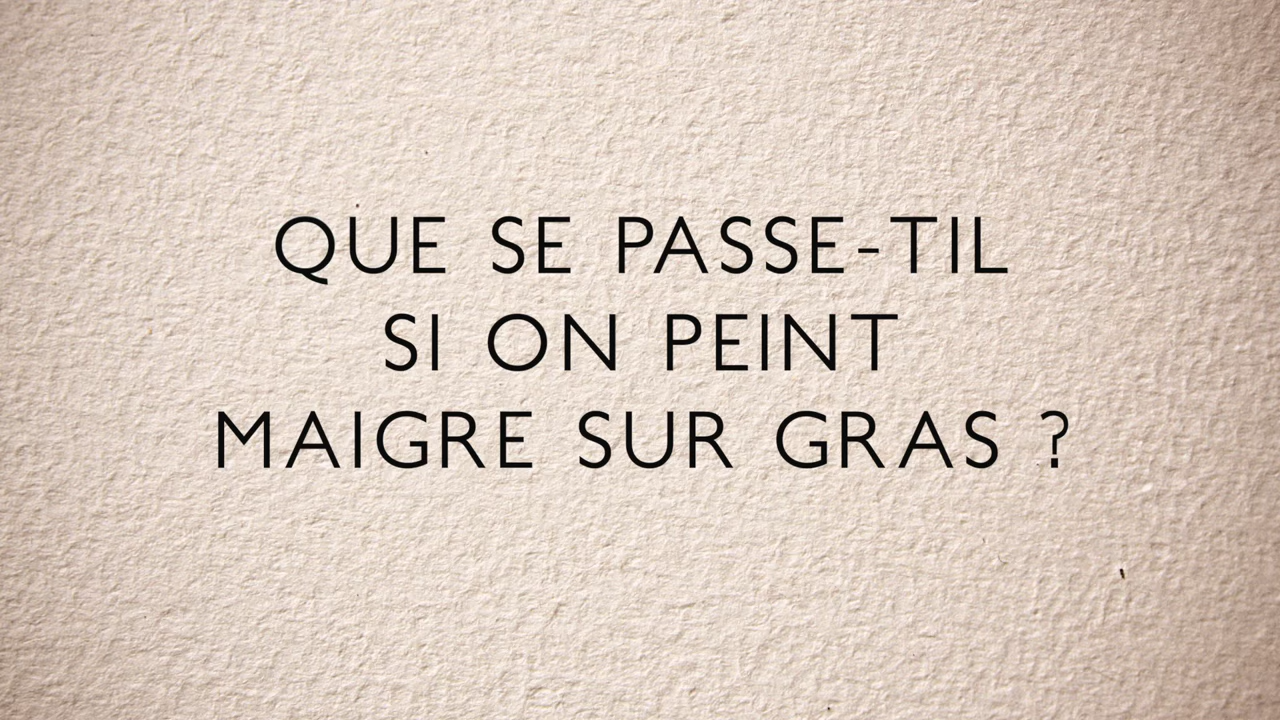 QUE SE PASSE-TIL
SI ON PEINT
MAIGRE SUR GRAS ?